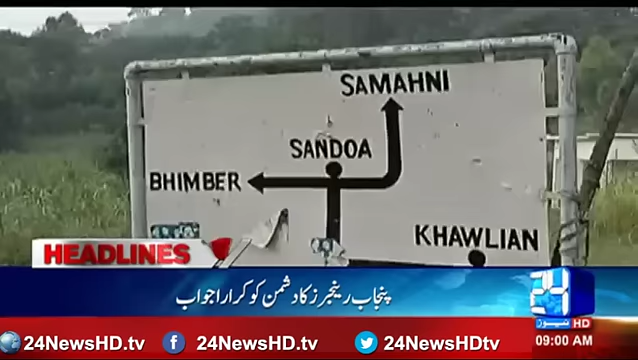 SAMAHNI
SANDOA
BHIMBER
KHAWLIAN
HEADLINES
پنجاب رینجرز کا دشمن کو کرارا جواب
24
نیوز HD
09:00 AM
24NewsHD.tv
24NewsHD.tv
24NewsHDtv